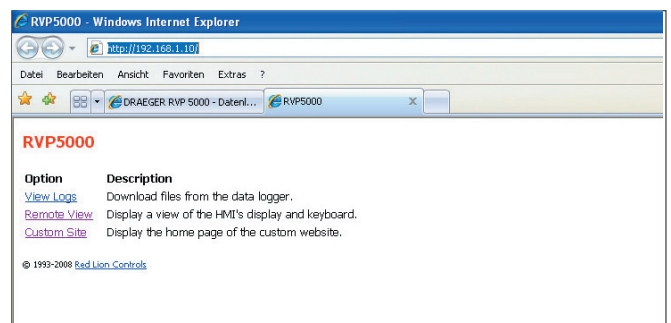 RVP5000 - Windows Internet Explorer
http://192.168.1.10/
Datei Bearbeiten Ansicht Favoriten Extras ?
DRAEGER RVP 5000 - Datenl... RVP5000 X
RVP5000
Option Description
View Logs Download files from the data logger.
Remote View Display a view of the HMI's display and keyboard.
Custom Site Display the home page of the custom website.
© 1993-2008 Red Lion Controls